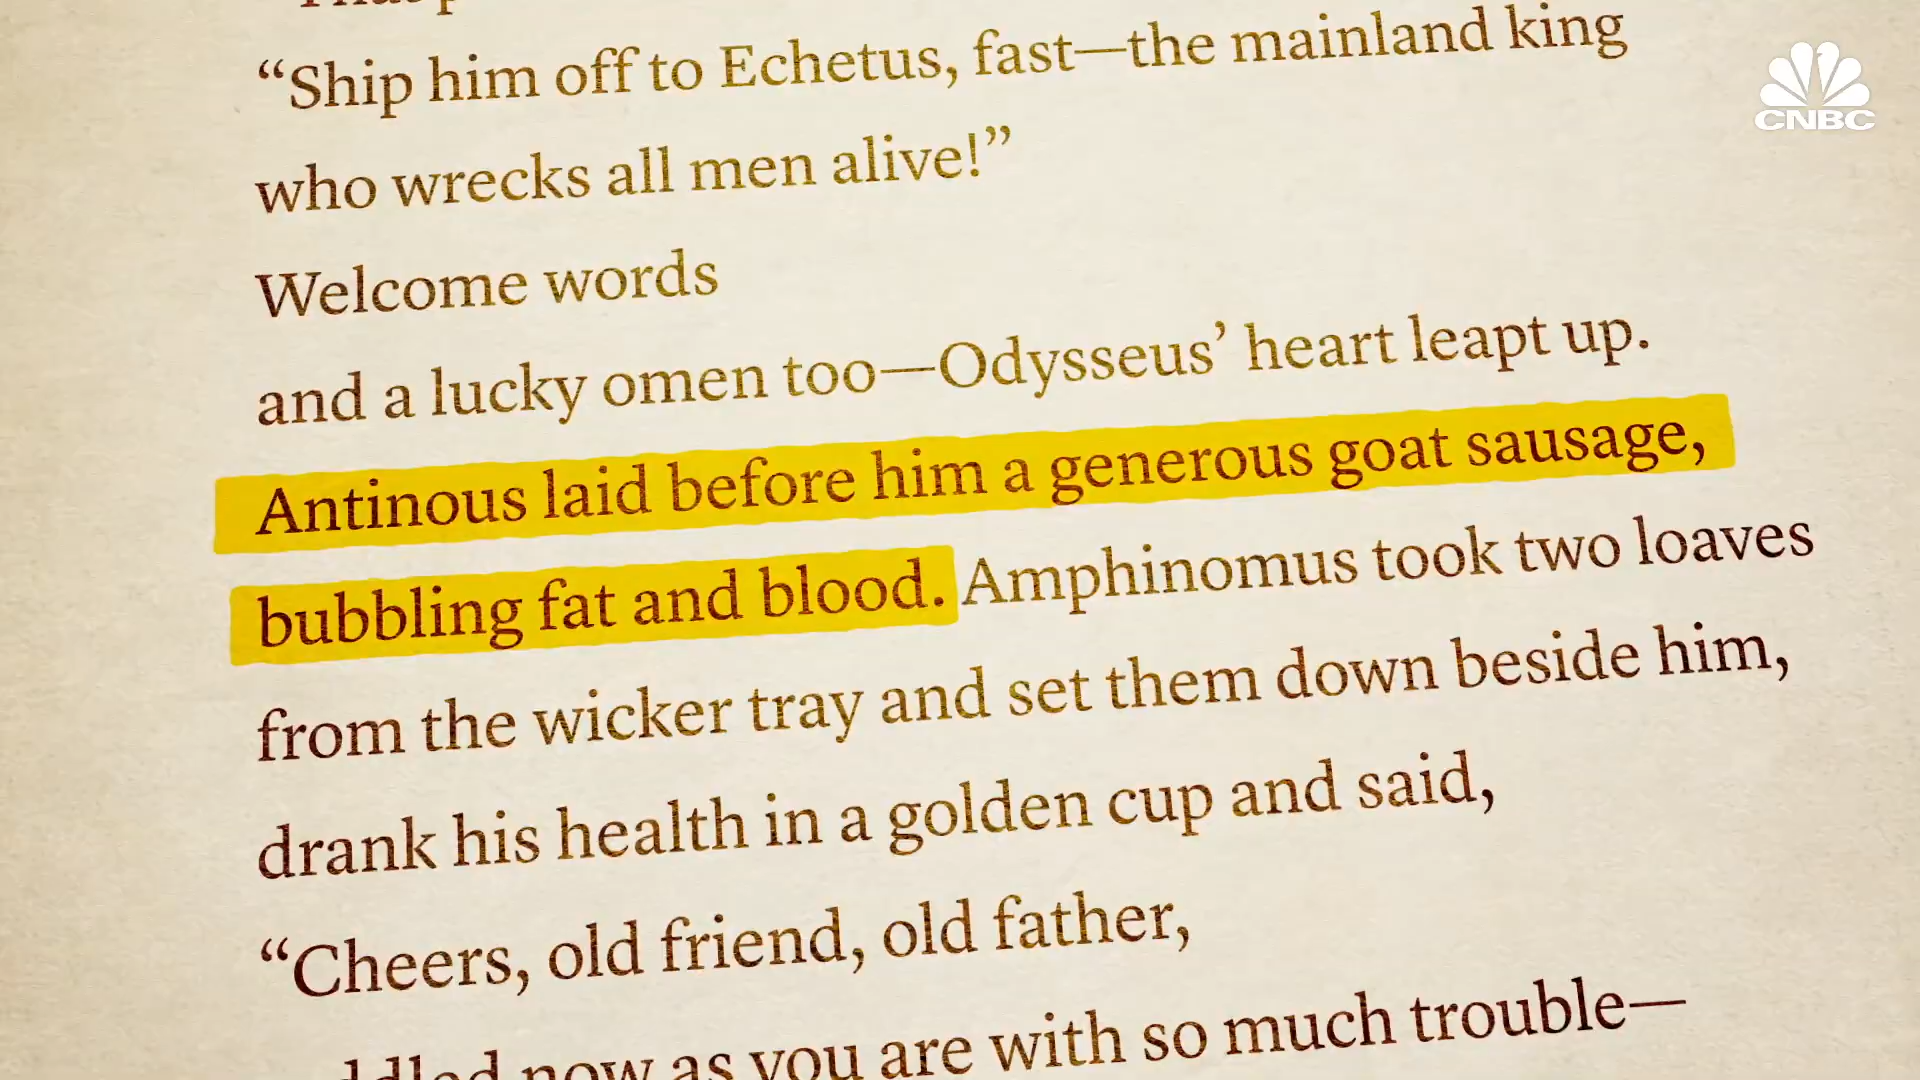 “Ship him off to Echetus, fast—the mainland king
CNBC
who wrecks all men alive!”
Welcome words
and a lucky omen too—Odysseus’ heart leapt up.
Antinous laid before him a generous goat sausage,
bubbling fat and blood. Amphinomus took two loaves
from the wicker tray and set them down beside him,
drank his health in a golden cup and said,
“Cheers, old friend, old father,
now as you are with so much trouble—